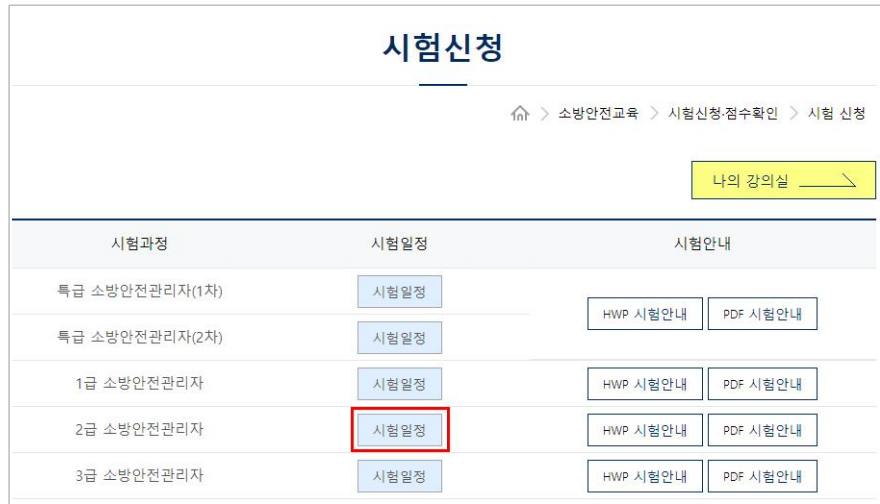 시험신청
소방안전교육 > 시험신청·점수확인 > 시험 신청
나의 강의실
시험과정 시험일정 시험안내
특급 소방안전관리자(1차) 시험일정
HWP 시험안내 PDF 시험안내
특급 소방안전관리자(2차) 시험일정
1급 소방안전관리자 시험일정 HWP 시험안내 PDF 시험안내
2급 소방안전관리자 시험일정 HWP 시험안내 PDF 시험안내
3급 소방안전관리자 시험일정 HWP 시험안내 PDF 시험안내